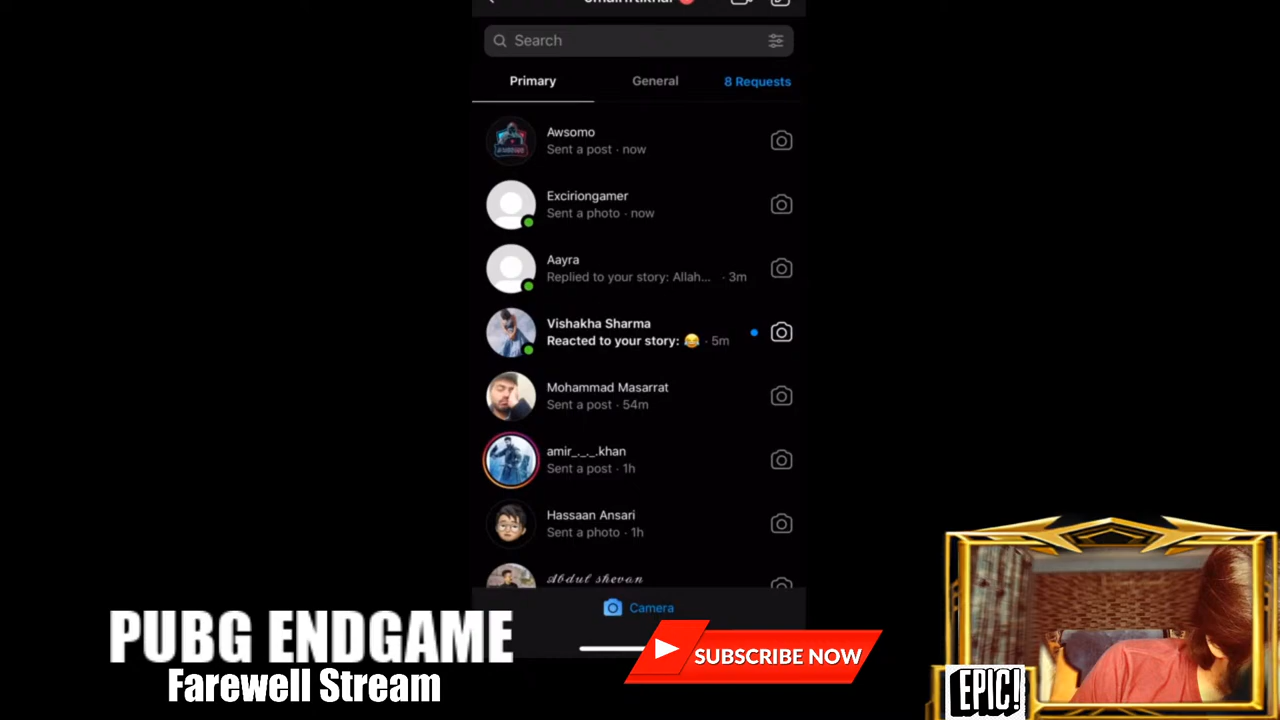 Search
Primary
General
8 Requests
Awsomo
Sent a post · now
Exciriongamer
Sent a photo · now
Aayra
Replied to your story: Allah... · 3m
Vishakha Sharma
Reacted to your story: 😂 · 5m
Mohammad Masarrat
Sent a post · 54m
amir_._._.khan
Sent a post · 1h
Hassaan Ansari
Sent a photo · 1h
Camera
PUBG ENDGAME
Farewell Stream
SUBSCRIBE NOW
EPIC!